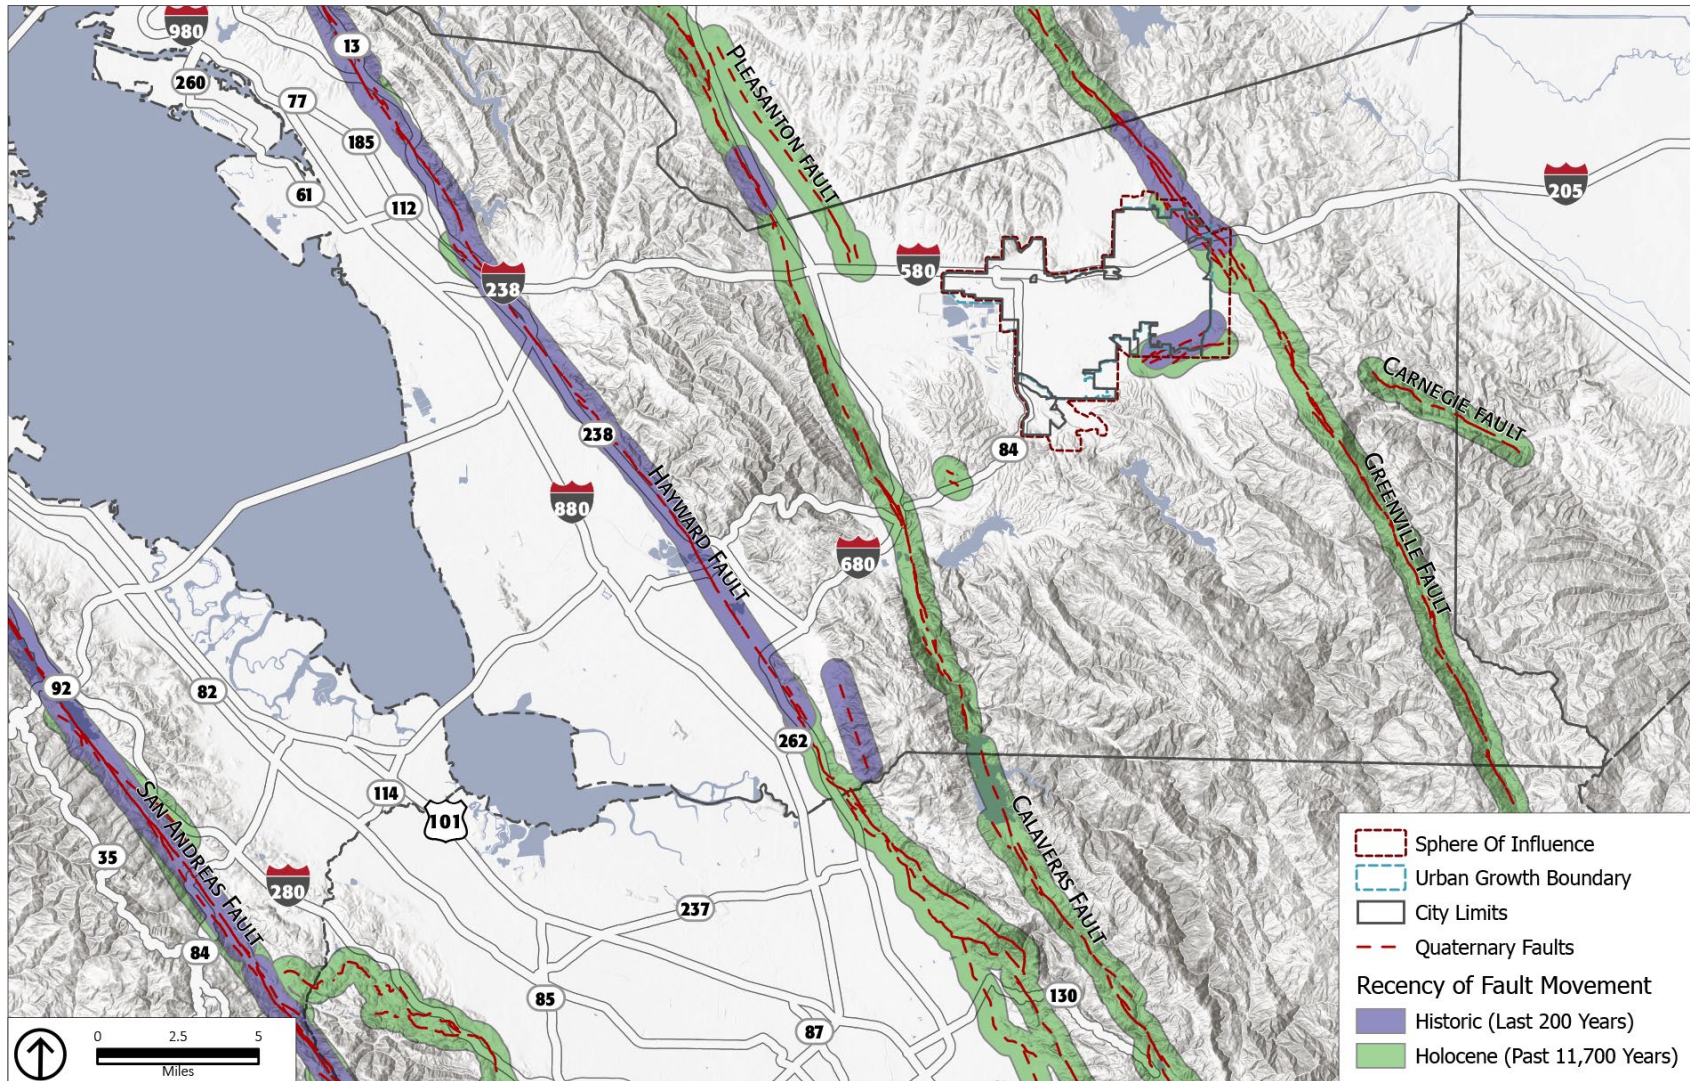 980
13
260
77
185
61
112
238
PLEASANTON FAULT
205
580
238
880
HAYWARD FAULT
680
84
CARNEGIE FAULT
GREENVILLE FAULT
92
82
262
114
101
SAN ANDREAS FAULT
35
280
237
CALAVERAS FAULT
84
85
87
130
Sphere Of Influence
Urban Growth Boundary
City Limits
Quaternary Faults
Recency of Fault Movement
Historic (Last 200 Years)
Holocene (Past 11,700 Years)
0 2.5 5
Miles